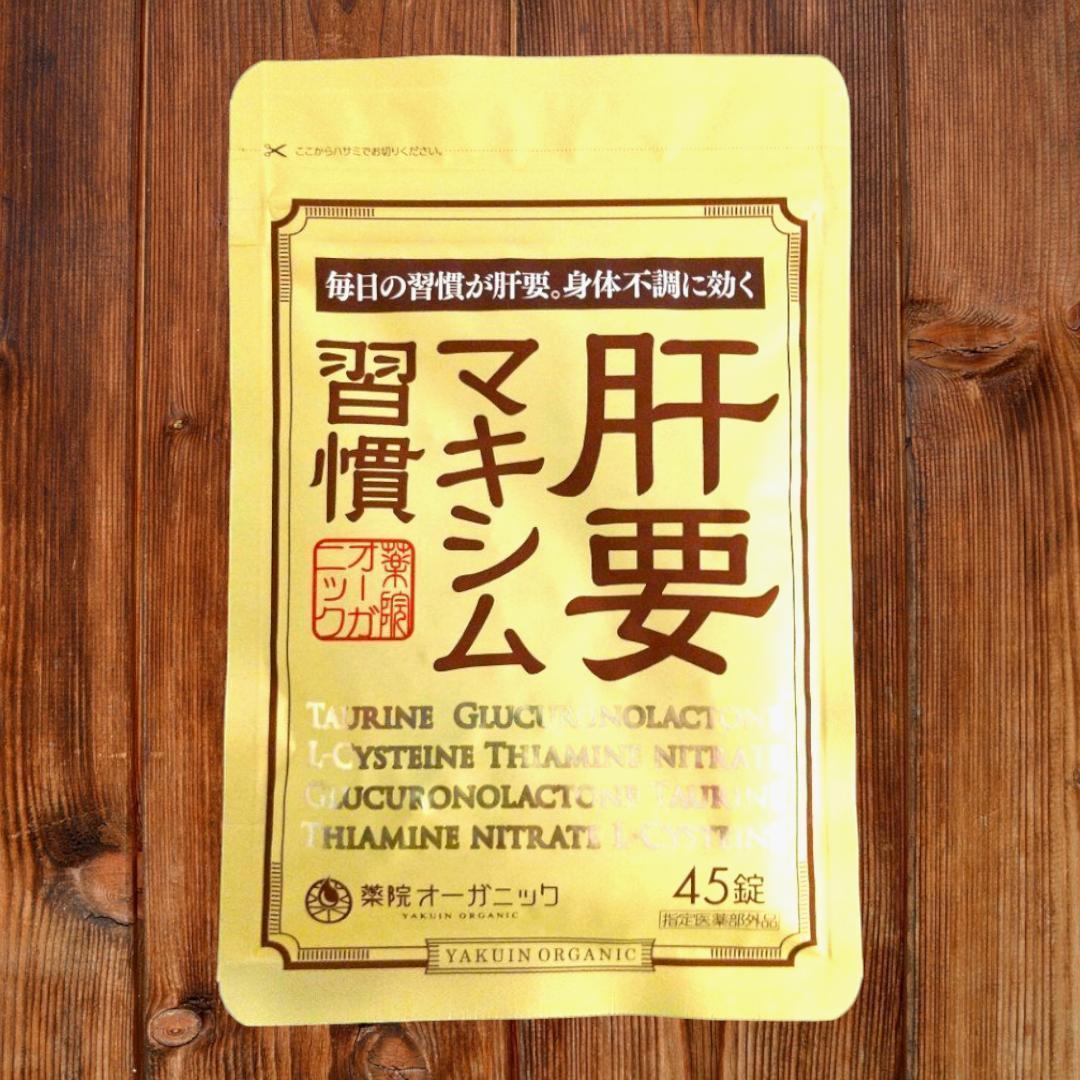 ここからハサミでお切りください。
毎日の習慣が肝要。身体不調に効く
肝要
マキシム
習慣
薬院
オーガ
ニック
TAURINE GLUCURONOLACTONE
L-CYSTEINE THIAMINE NITRATE
GLUCURONOLACTONE TAURINE
THIAMINE NITRATE L-CYSTEINE
薬院オーガニック
YAKUIN ORGANIC
45錠
指定医薬部外品
YAKUIN ORGANIC